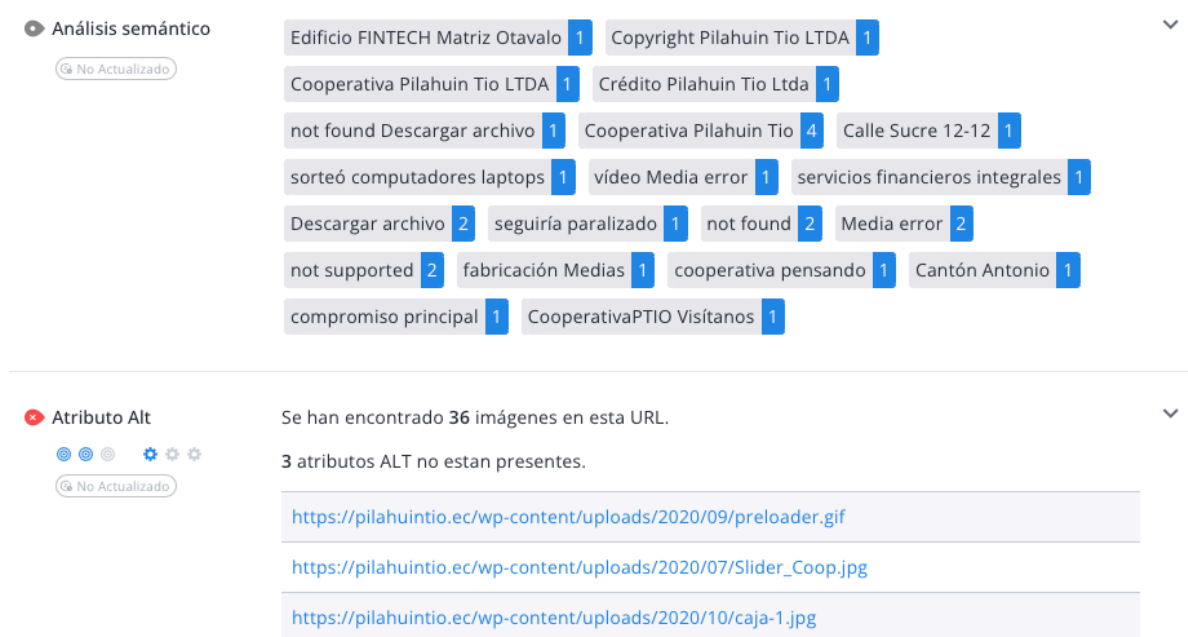 Análisis semántico
No Actualizado
Edificio FINTECH Matriz Otavalo 1 Copyright Pilahuin Tio LTDA 1
Cooperativa Pilahuin Tio LTDA 1 Crédito Pilahuin Tio Ltda 1
not found Descargar archivo 1 Cooperativa Pilahuin Tio 4 Calle Sucre 12-12 1
sorteó computadores laptops 1 vídeo Media error 1 servicios financieros integrales 1
Descargar archivo 2 seguiría paralizado 1 not found 2 Media error 2
not supported 2 fabricación Medias 1 cooperativa pensando 1 Cantón Antonio 1
compromiso principal 1 CooperativaPTIO Visítanos 1
Atributo Alt
No Actualizado
Se han encontrado 36 imágenes en esta URL.
3 atributos ALT no estan presentes.
https://pilahuintio.ec/wp-content/uploads/2020/09/preloader.gif
https://pilahuintio.ec/wp-content/uploads/2020/07/Slider_Coop.jpg
https://pilahuintio.ec/wp-content/uploads/2020/10/caja-1.jpg